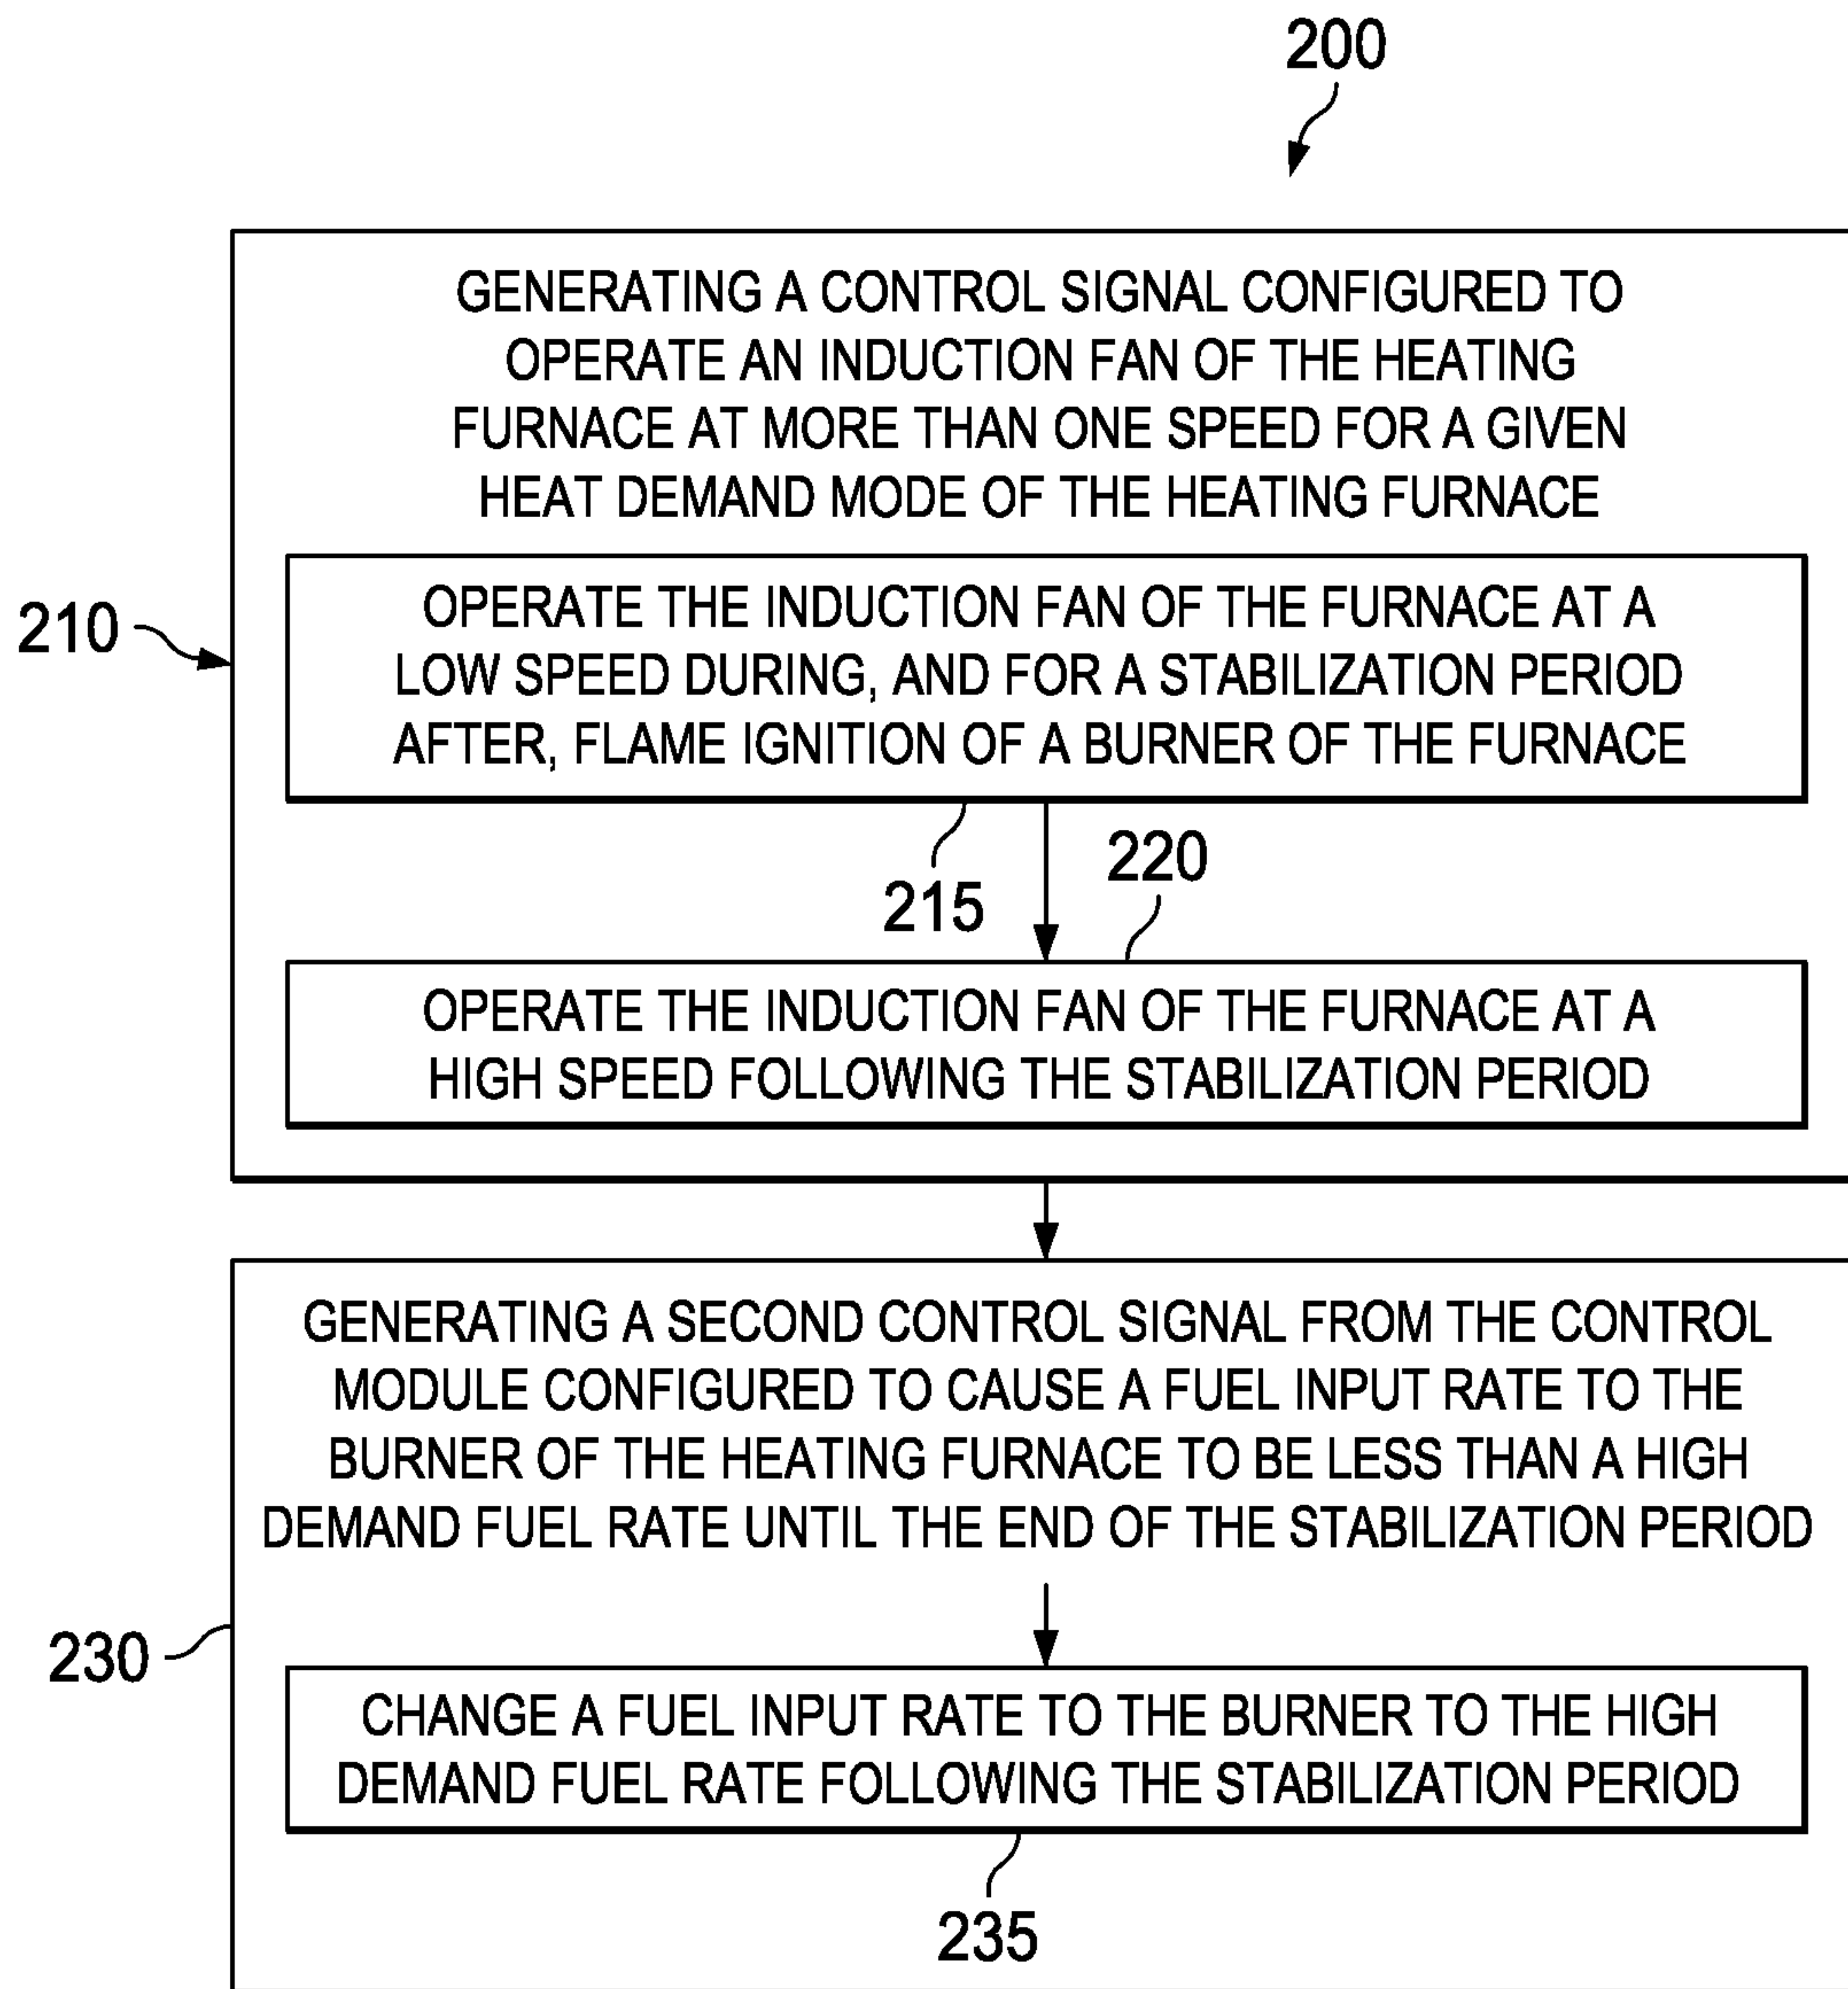 200
GENERATING A CONTROL SIGNAL CONFIGURED TO
OPERATE AN INDUCTION FAN OF THE HEATING
FURNACE AT MORE THAN ONE SPEED FOR A GIVEN
HEAT DEMAND MODE OF THE HEATING FURNACE
210
OPERATE THE INDUCTION FAN OF THE FURNACE AT A
LOW SPEED DURING, AND FOR A STABILIZATION PERIOD
AFTER, FLAME IGNITION OF A BURNER OF THE FURNACE
215
220
OPERATE THE INDUCTION FAN OF THE FURNACE AT A
HIGH SPEED FOLLOWING THE STABILIZATION PERIOD
GENERATING A SECOND CONTROL SIGNAL FROM THE CONTROL
MODULE CONFIGURED TO CAUSE A FUEL INPUT RATE TO THE
BURNER OF THE HEATING FURNACE TO BE LESS THAN A HIGH
DEMAND FUEL RATE UNTIL THE END OF THE STABILIZATION PERIOD
230
CHANGE A FUEL INPUT RATE TO THE BURNER TO THE HIGH
DEMAND FUEL RATE FOLLOWING THE STABILIZATION PERIOD
235